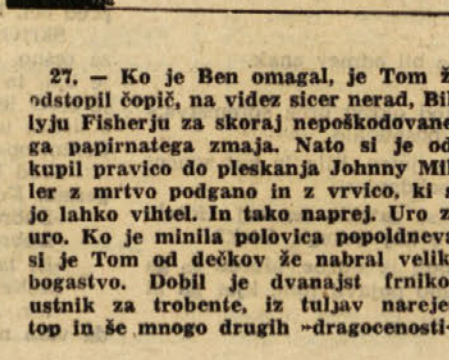 27. — Ko je Ben omagal, je Tom ž
odstopil čopič, na videz sicer nerad, Bil
lyju Fisherju za skoraj nepoškodovane
ga papirnatega zmaja. Nato si je od
kupil pravico do pleskanja Johnny Mil
ler z mrtvo podgano in z vrvico, ki s
jo lahko vihtel. In tako naprej. Uro z
uro. Ko je minila polovica popoldneva
si je Tom od dečkov že nabral velik
bogastvo. Dobil je dvanajst frniko
ustnik za trobente, iz tuljav nareje
top in še mnogo drugih »dragocenosti«